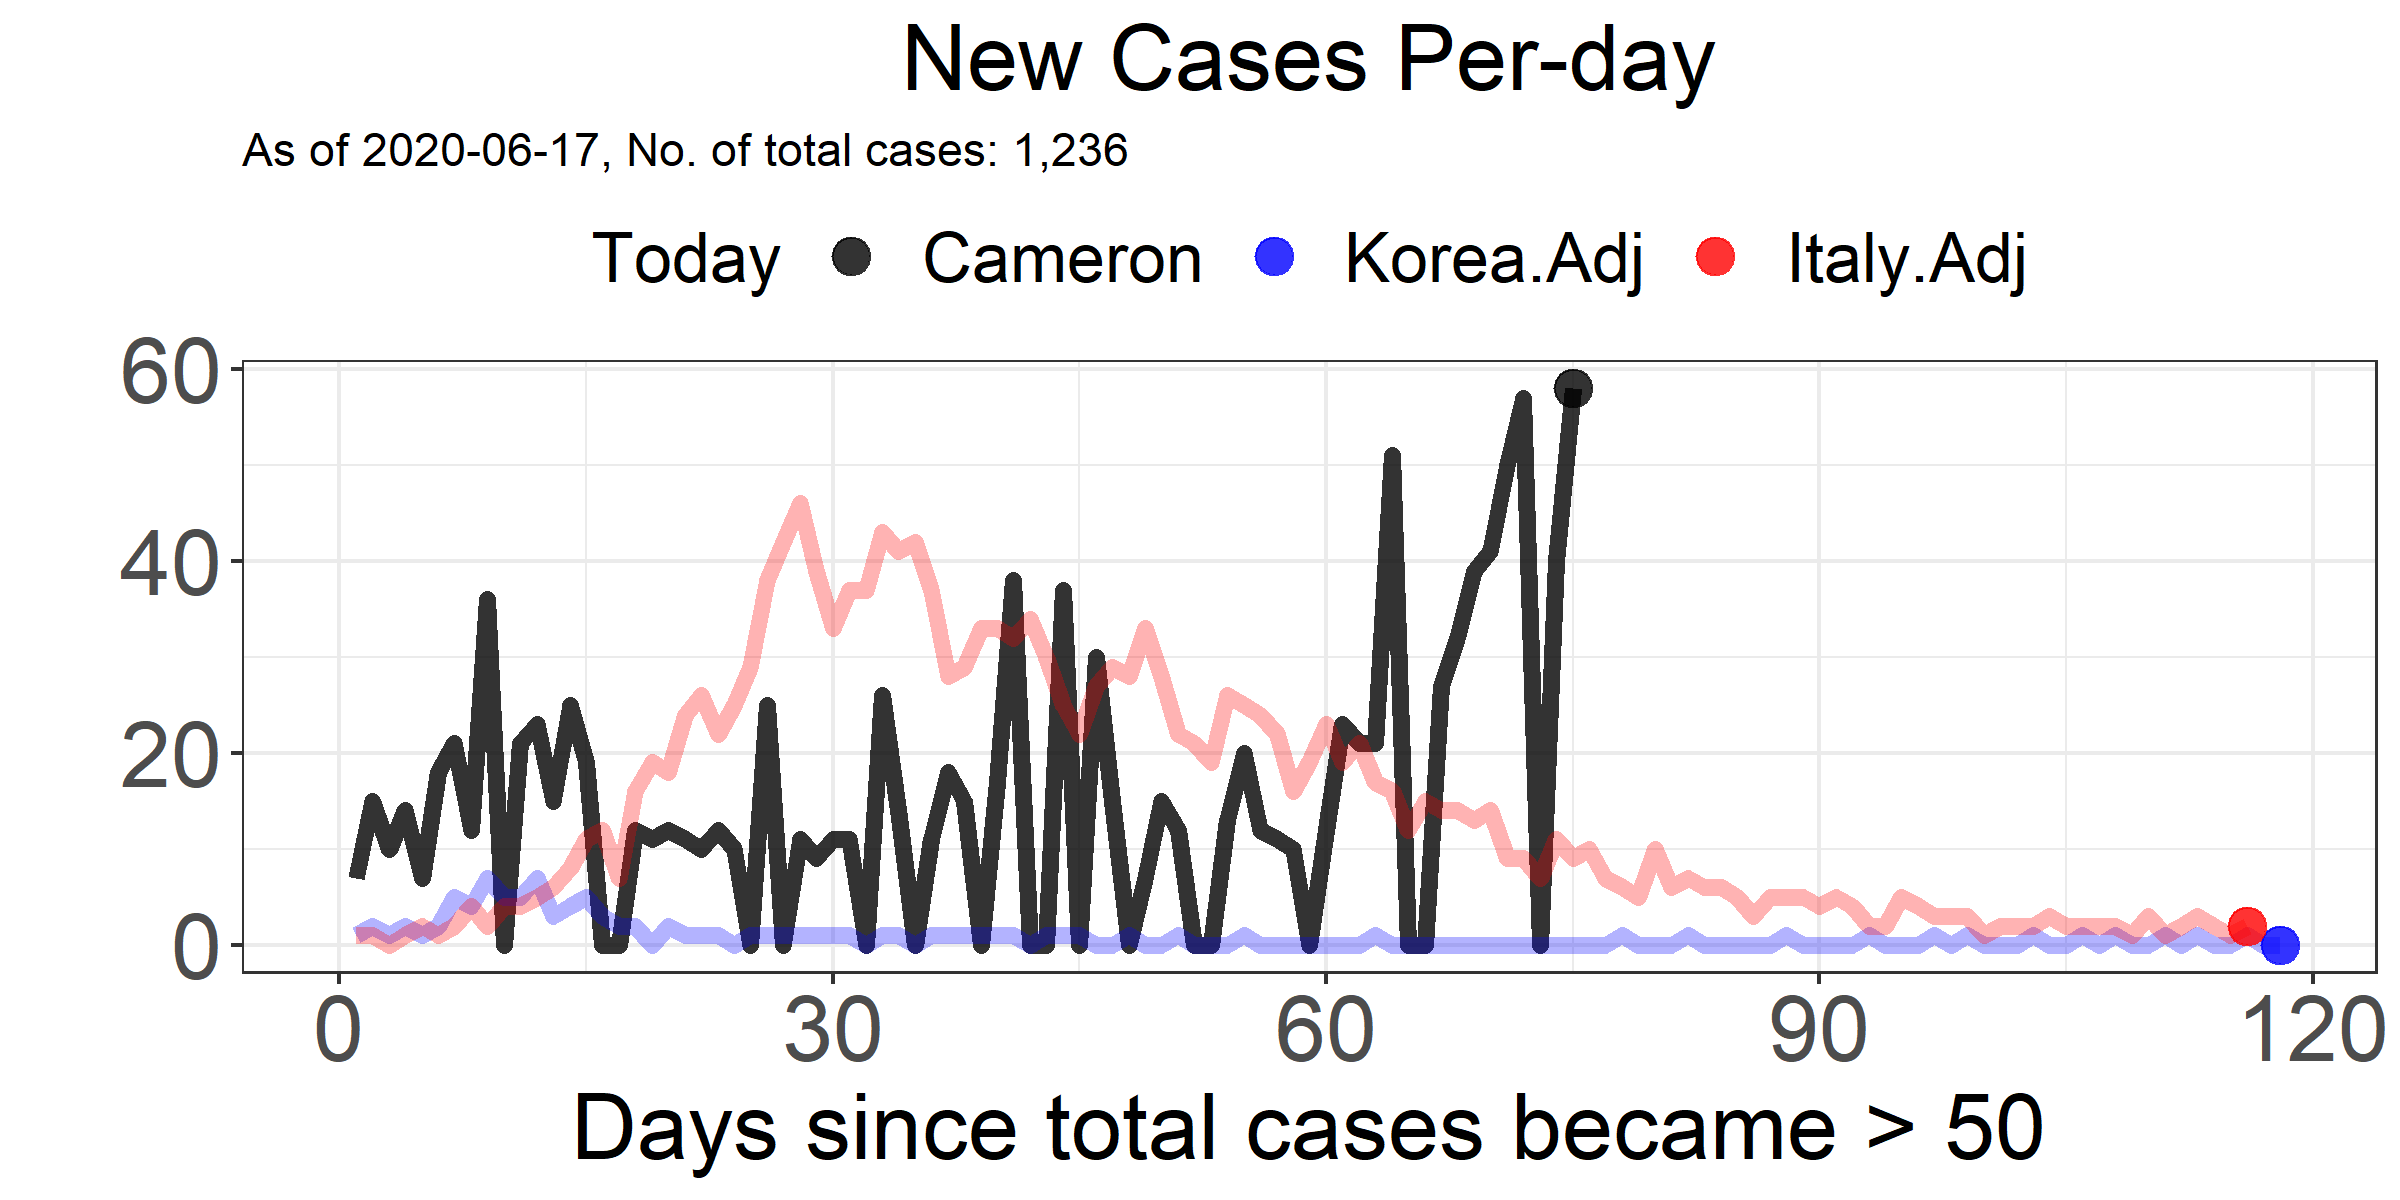 New Cases Per-day
As of 2020-06-17, No. of total cases: 1,236
Today Cameron Korea.Adj Italy.Adj
60
40
20
0
0 30 60 90 120
Days since total cases became > 50